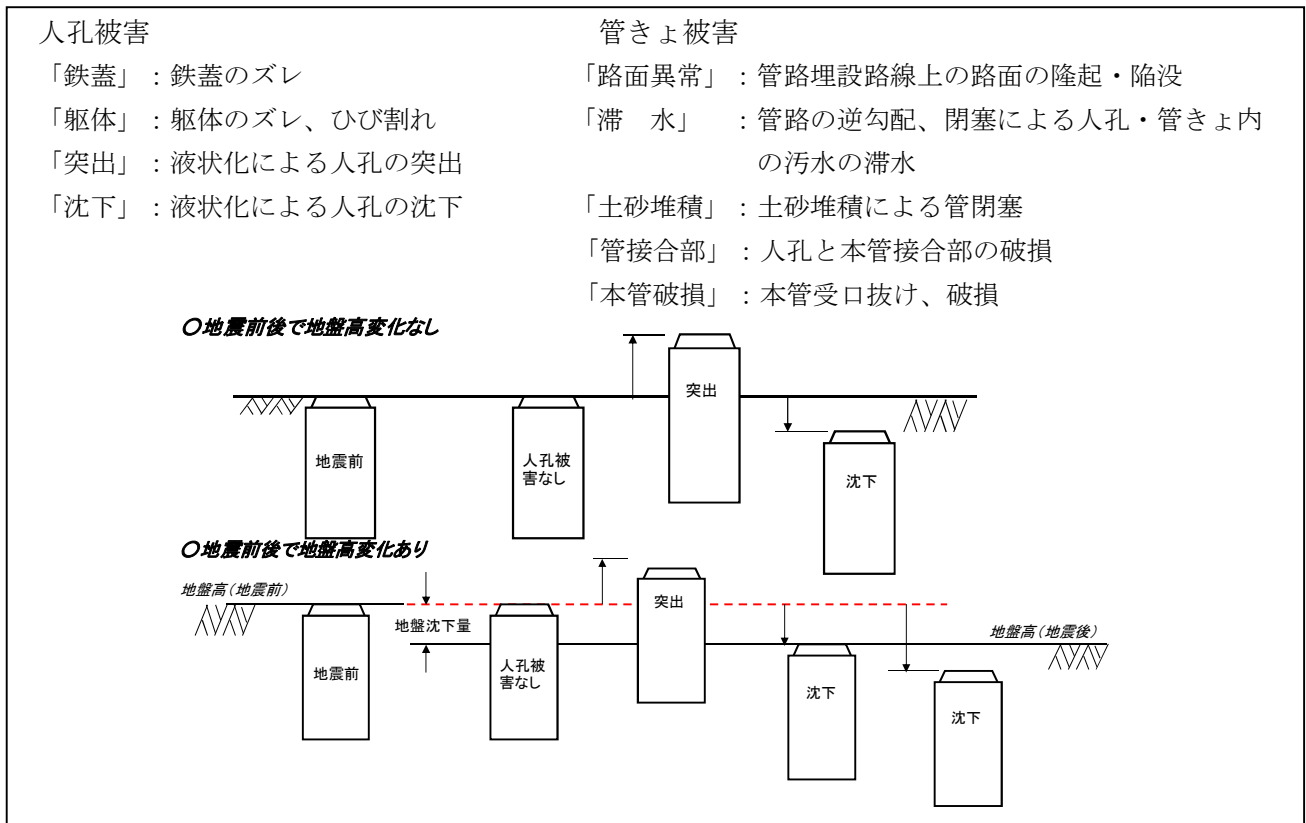 人孔被害
「鉄蓋」：鉄蓋のズレ
「躯体」：躯体のズレ、ひび割れ
「突出」：液状化による人孔の突出
「沈下」：液状化による人孔の沈下
管きょ被害
「路面異常」：管路埋設路線上の路面の隆起・陥没
「滞　水」　：管路の逆勾配、閉塞による人孔・管きょ内
の汚水の滞水
「土砂堆積」：土砂堆積による管閉塞
「管接合部」：人孔と本管接合部の破損
「本管破損」：本管受口抜け、破損
〇地震前後で地盤高変化なし
地震前
人孔被
害なし
突出
沈下
〇地震前後で地盤高変化あり
地盤高（地震前）
地盤沈下量
地震前
人孔被
害なし
突出
沈下
沈下
地盤高（地震後）